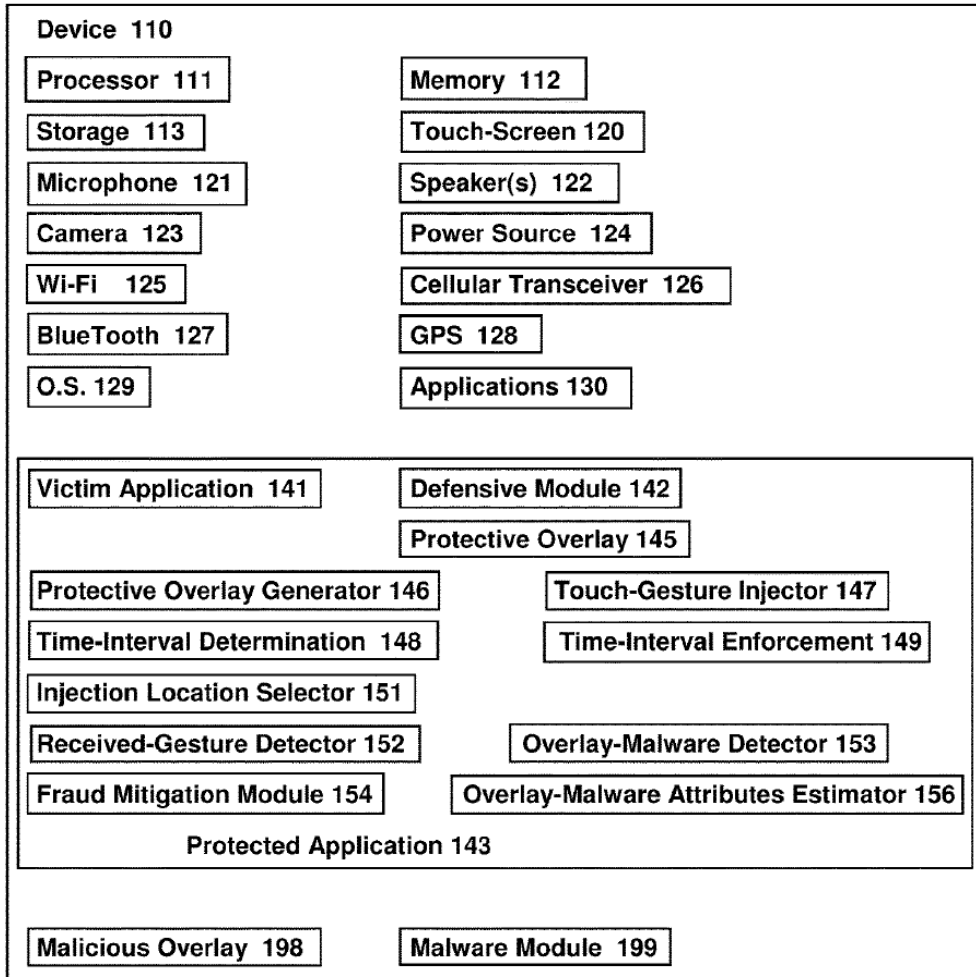 Device 110
Processor 111
Memory 112
Storage 113
Touch-Screen 120
Microphone 121
Speaker(s) 122
Camera 123
Power Source 124
Wi-Fi 125
Cellular Transceiver 126
BlueTooth 127
GPS 128
O.S. 129
Applications 130
Victim Application 141
Defensive Module 142
Protective Overlay 145
Protective Overlay Generator 146
Touch-Gesture Injector 147
Time-Interval Determination 148
Time-Interval Enforcement 149
Injection Location Selector 151
Received-Gesture Detector 152
Overlay-Malware Detector 153
Fraud Mitigation Module 154
Overlay-Malware Attributes Estimator 156
Protected Application 143
Malicious Overlay 198
Malware Module 199